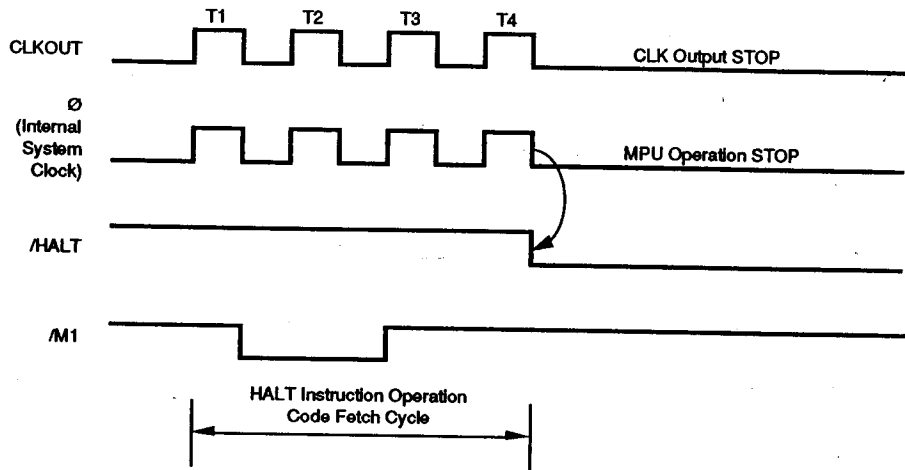 T1 T2 T3 T4
CLKOUT
CLK Output STOP
Ø
(Internal
System
Clock)
MPU Operation STOP
/HALT
/M1
HALT Instruction Operation
Code Fetch Cycle